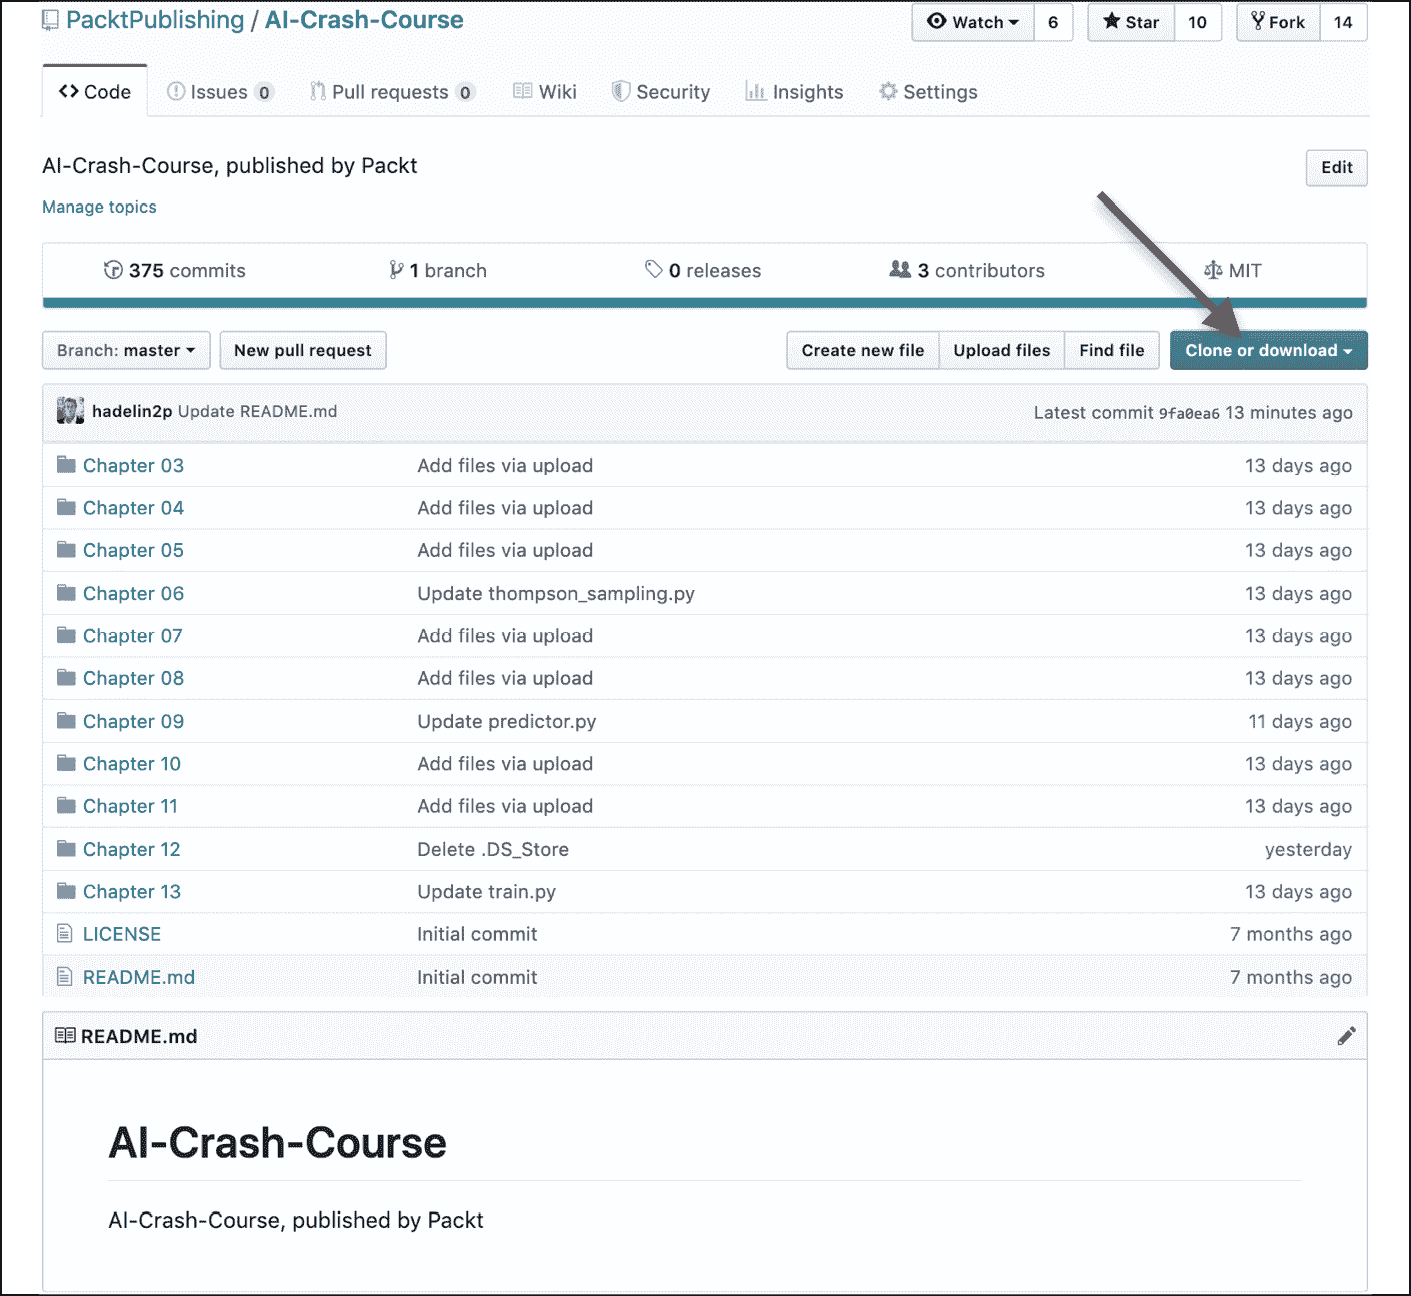 PacktPublishing / AI-Crash-Course Watch 6 Star 10 Fork 14
Code Issues 0 Pull requests 0 Wiki Security Insights Settings
AI-Crash-Course, published by Packt Edit
Manage topics
375 commits 1 branch 0 releases 3 contributors MIT
Branch: master New pull request Create new file Upload files Find file Clone or download
hadelin2p Update README.md Latest commit 9fa0ea6 13 minutes ago
Chapter 03 Add files via upload 13 days ago
Chapter 04 Add files via upload 13 days ago
Chapter 05 Add files via upload 13 days ago
Chapter 06 Update thompson_sampling.py 13 days ago
Chapter 07 Add files via upload 13 days ago
Chapter 08 Add files via upload 13 days ago
Chapter 09 Update predictor.py 11 days ago
Chapter 10 Add files via upload 13 days ago
Chapter 11 Add files via upload 13 days ago
Chapter 12 Delete .DS_Store yesterday
Chapter 13 Update train.py 13 days ago
LICENSE Initial commit 7 months ago
README.md Initial commit 7 months ago
README.md
AI-Crash-Course
AI-Crash-Course, published by Packt